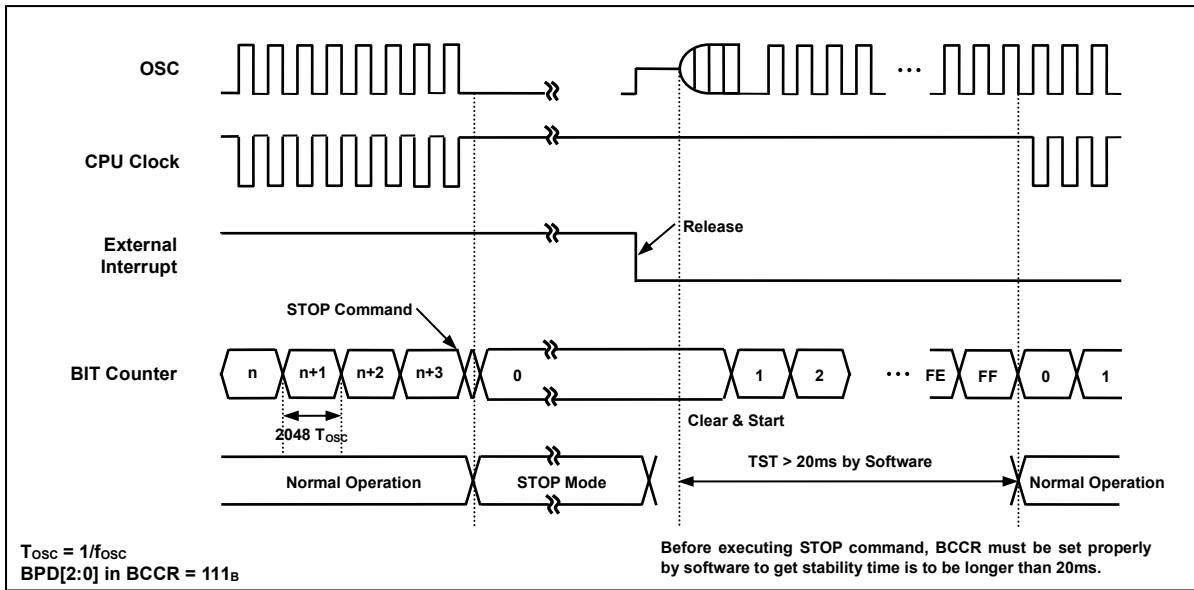 OSC
...
CPU Clock
Release
External
Interrupt
STOP Command
BIT Counter
n n+1 n+2 n+3 0 1 2 ... FE FF 0 1
Clear & Start
2048 TOSC
TST > 20ms by Software
Normal Operation STOP Mode Normal Operation
TOSC = 1/fOSC
BPD[2:0] in BCCR = 111B
Before executing STOP command, BCCR must be set properly
by software to get stability time is to be longer than 20ms.